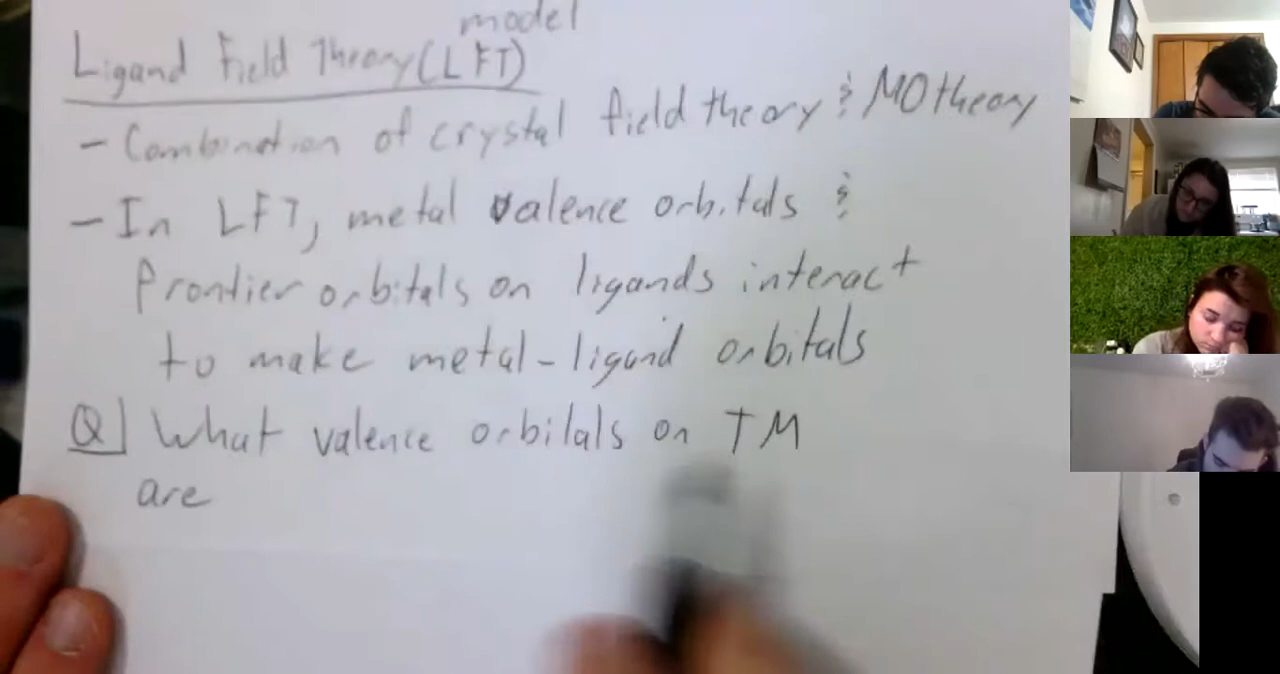 model
Ligand Field Theory (LFT)
- Combination of crystal field theory & MO theory
- In LFT, metal valence orbitals &
frontier orbitals on ligands interact
to make metal-ligand orbitals
Q] What valence orbitals on TM
are